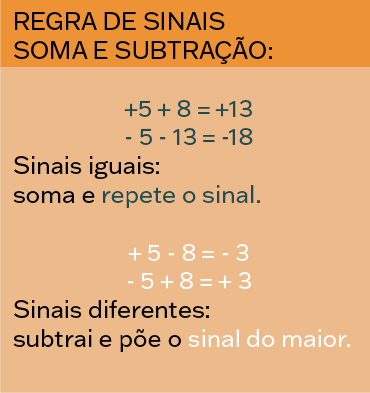 REGRA DE SINAIS
SOMA E SUBTRAÇÃO:
+5 + 8 = +13
- 5 - 13 = -18
Sinais iguais:
soma e repete o sinal.
+ 5 - 8 = - 3
- 5 + 8 = + 3
Sinais diferentes:
subtrai e põe o sinal do maior.